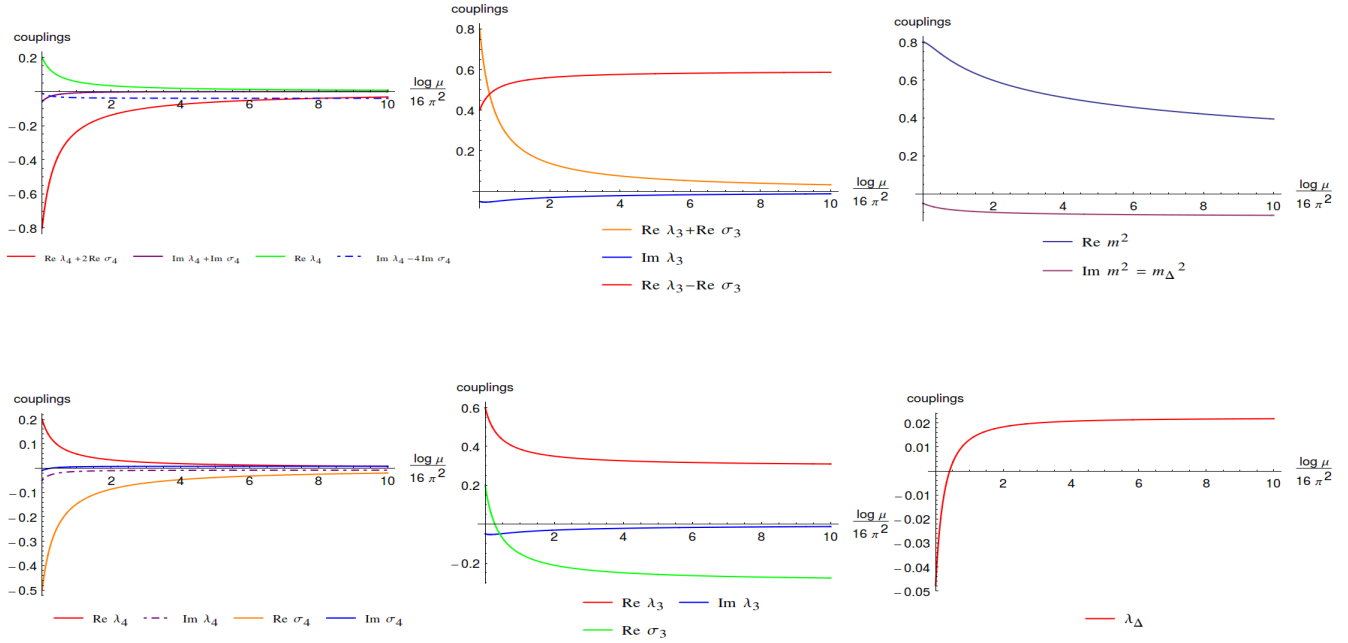 couplings
0.2
2 4 6 8 10
log μ
16 π²
−0.2
−0.4
−0.6
−0.8
Re λ₄+2Re σ₄ Im λ₄+Im σ₄ Re λ₄ Im λ₄−4Im σ₄
couplings
0.8
0.6
0.4
0.2
2 4 6 8 10
log μ
16 π²
Re λ₃+Re σ₃
Im λ₃
Re λ₃−Re σ₃
couplings
0.8
0.6
0.4
0.2
2 4 6 8 10
log μ
16 π²
Re m²
Im m² = m_Δ²
couplings
0.2
0.1
2 4 6 8 10
log μ
16 π²
−0.1
−0.2
−0.3
−0.4
−0.5
Re λ₄ Im λ₄ Re σ₄ Im σ₄
couplings
0.6
0.4
0.2
2 4 6 8 10
log μ
16 π²
−0.2
Re λ₃ Im λ₃
Re σ₃
couplings
0.02
0.01
2 4 6 8 10
log μ
16 π²
−0.01
−0.02
−0.03
−0.04
−0.05
λ_Δ